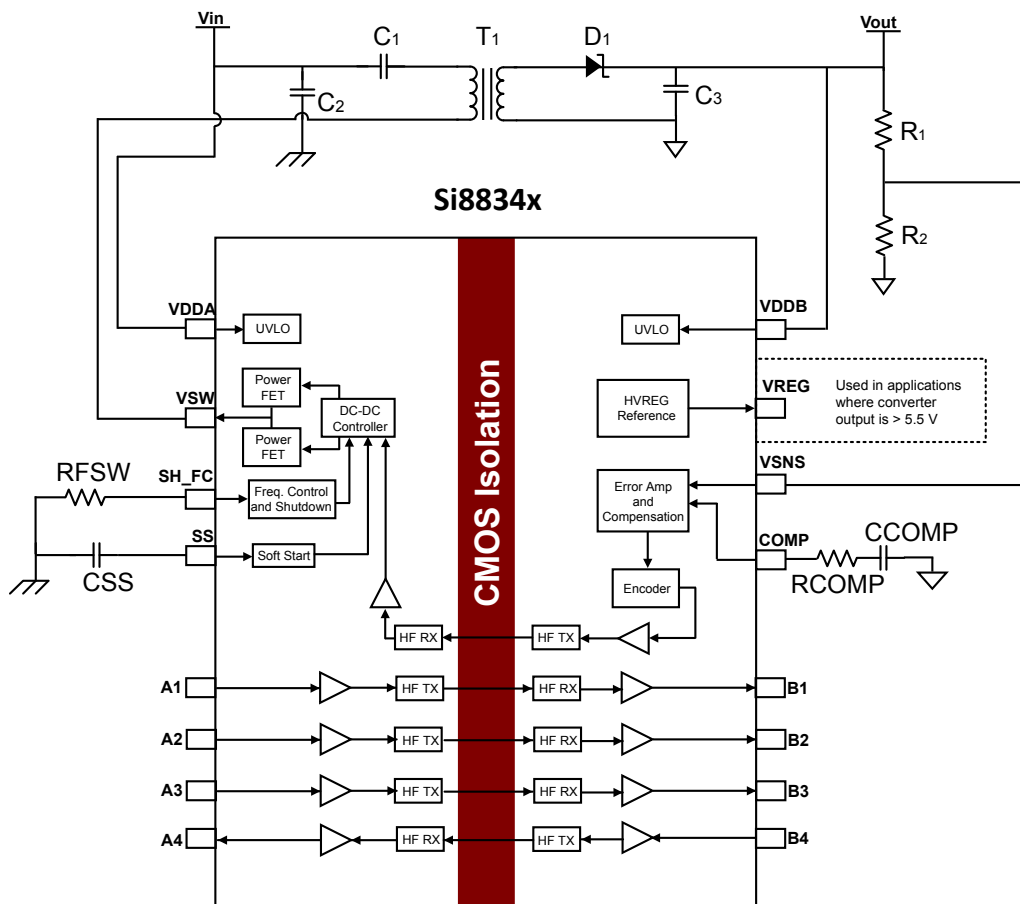 Vin
C1
T1
D1
Vout
C2
C3
R1
R2
Si8834x
VDDA
UVLO
UVLO
VDDB
VSW
Power
FET
DC-DC
Controller
Power
FET
HVREG
Reference
VREG
Used in applications
where converter
output is > 5.5 V
RFSW
SH_FC
Freq. Control
and Shutdown
SS
Soft Start
CSS
CMOS Isolation
Error Amp
and
Compensation
VSNS
COMP
CCOMP
RCOMP
Encoder
HF RX
HF TX
A1
HF TX
HF RX
B1
A2
HF TX
HF RX
B2
A3
HF TX
HF RX
B3
A4
HF RX
HF TX
B4